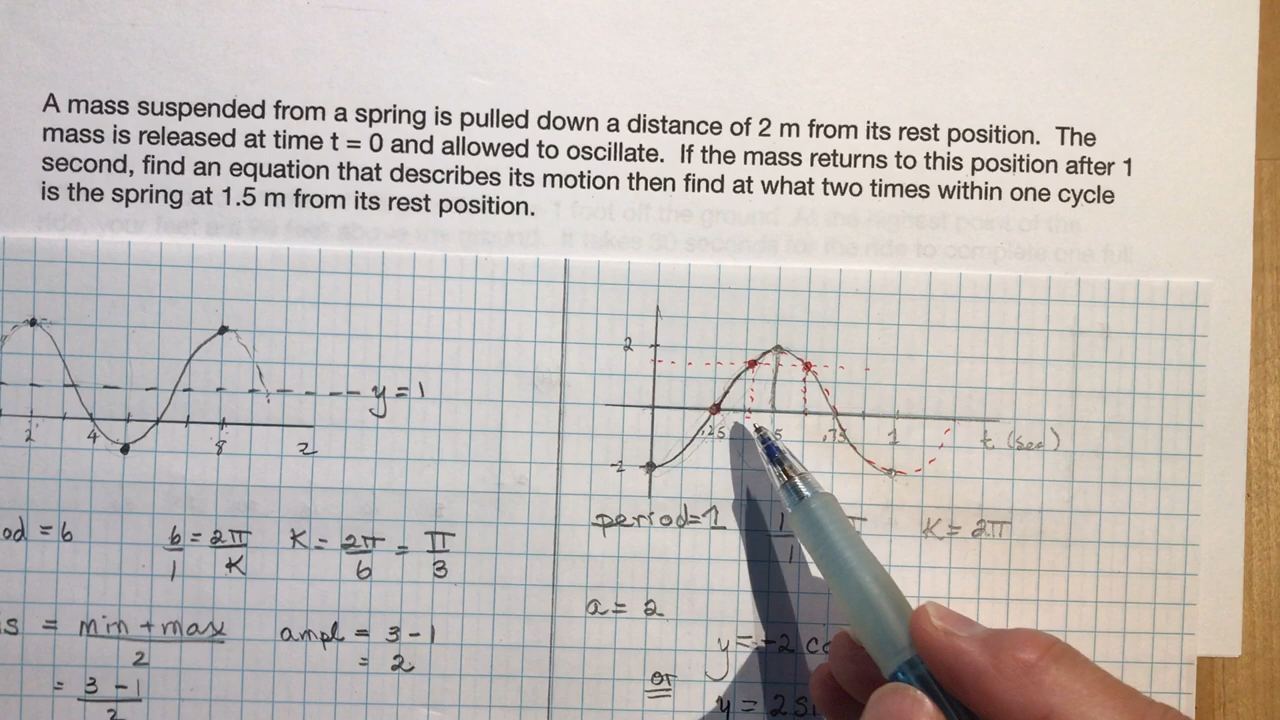 A mass suspended from a spring is pulled down a distance of 2 m from its rest position. The
mass is released at time t = 0 and allowed to oscillate. If the mass returns to this position after 1
second, find an equation that describes its motion then find at what two times within one cycle
is the spring at 1.5 m from its rest position.
y = 1
2 4 8 2
od = 6
6/1 = 2π/K K = 2π/6 = π/3
s = min + max / 2
= 3 - 1 / 2
ampl = 3 - 1
= 2
2
-2
.25 .5 1 t (sec)
period = 1 K = 2π
a = 2
y = -2
or
y = 2